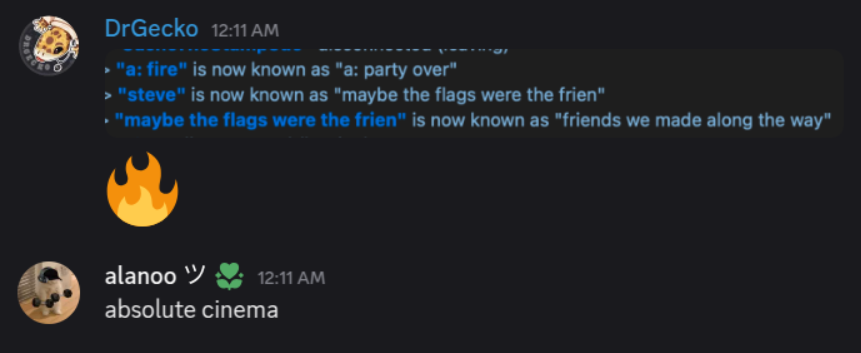 DrGecko 12:11 AM
disconnected (leaving)
> "a: fire" is now known as "a: party over"
> "steve" is now known as "maybe the flags were the frien"
> "maybe the flags were the frien" is now known as "friends we made along the way"
alanoo ツ 12:11 AM
absolute cinema